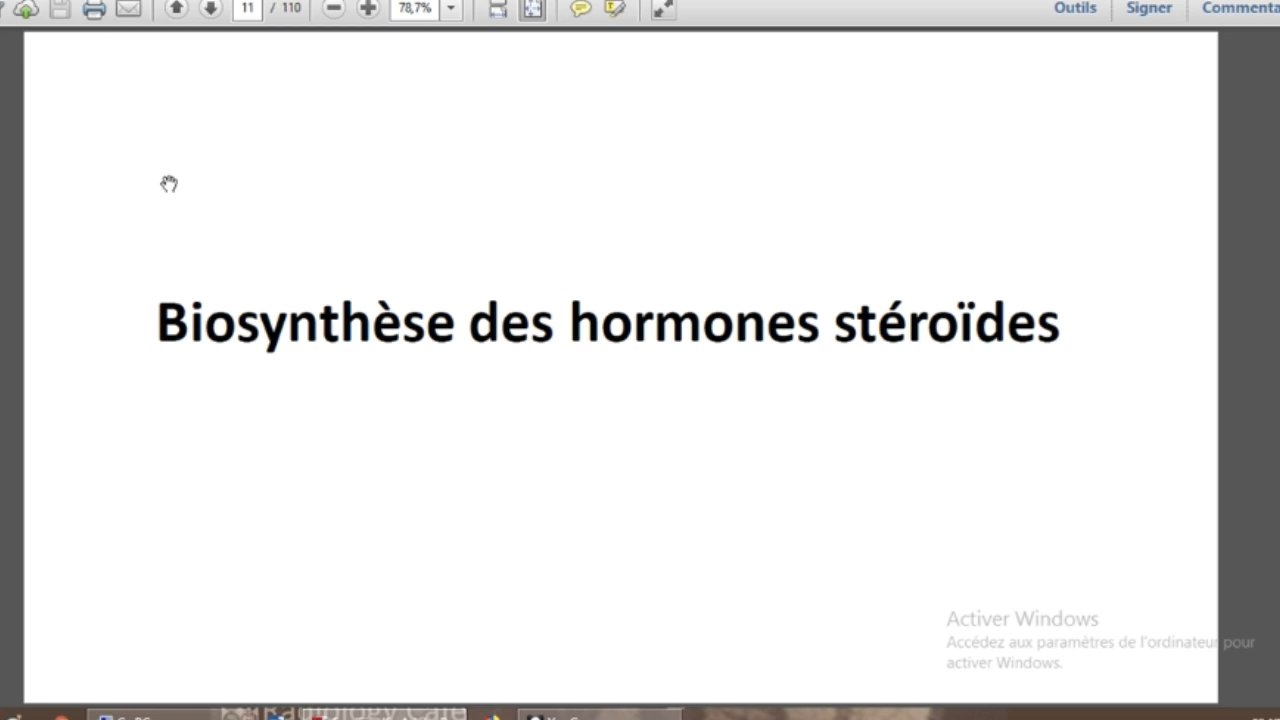 11 / 110
78,7%
Outils
Signer
Biosynthèse des hormones stéroïdes
Activer Windows
Accédez aux paramètres de l'ordinateur pour
activer Windows.